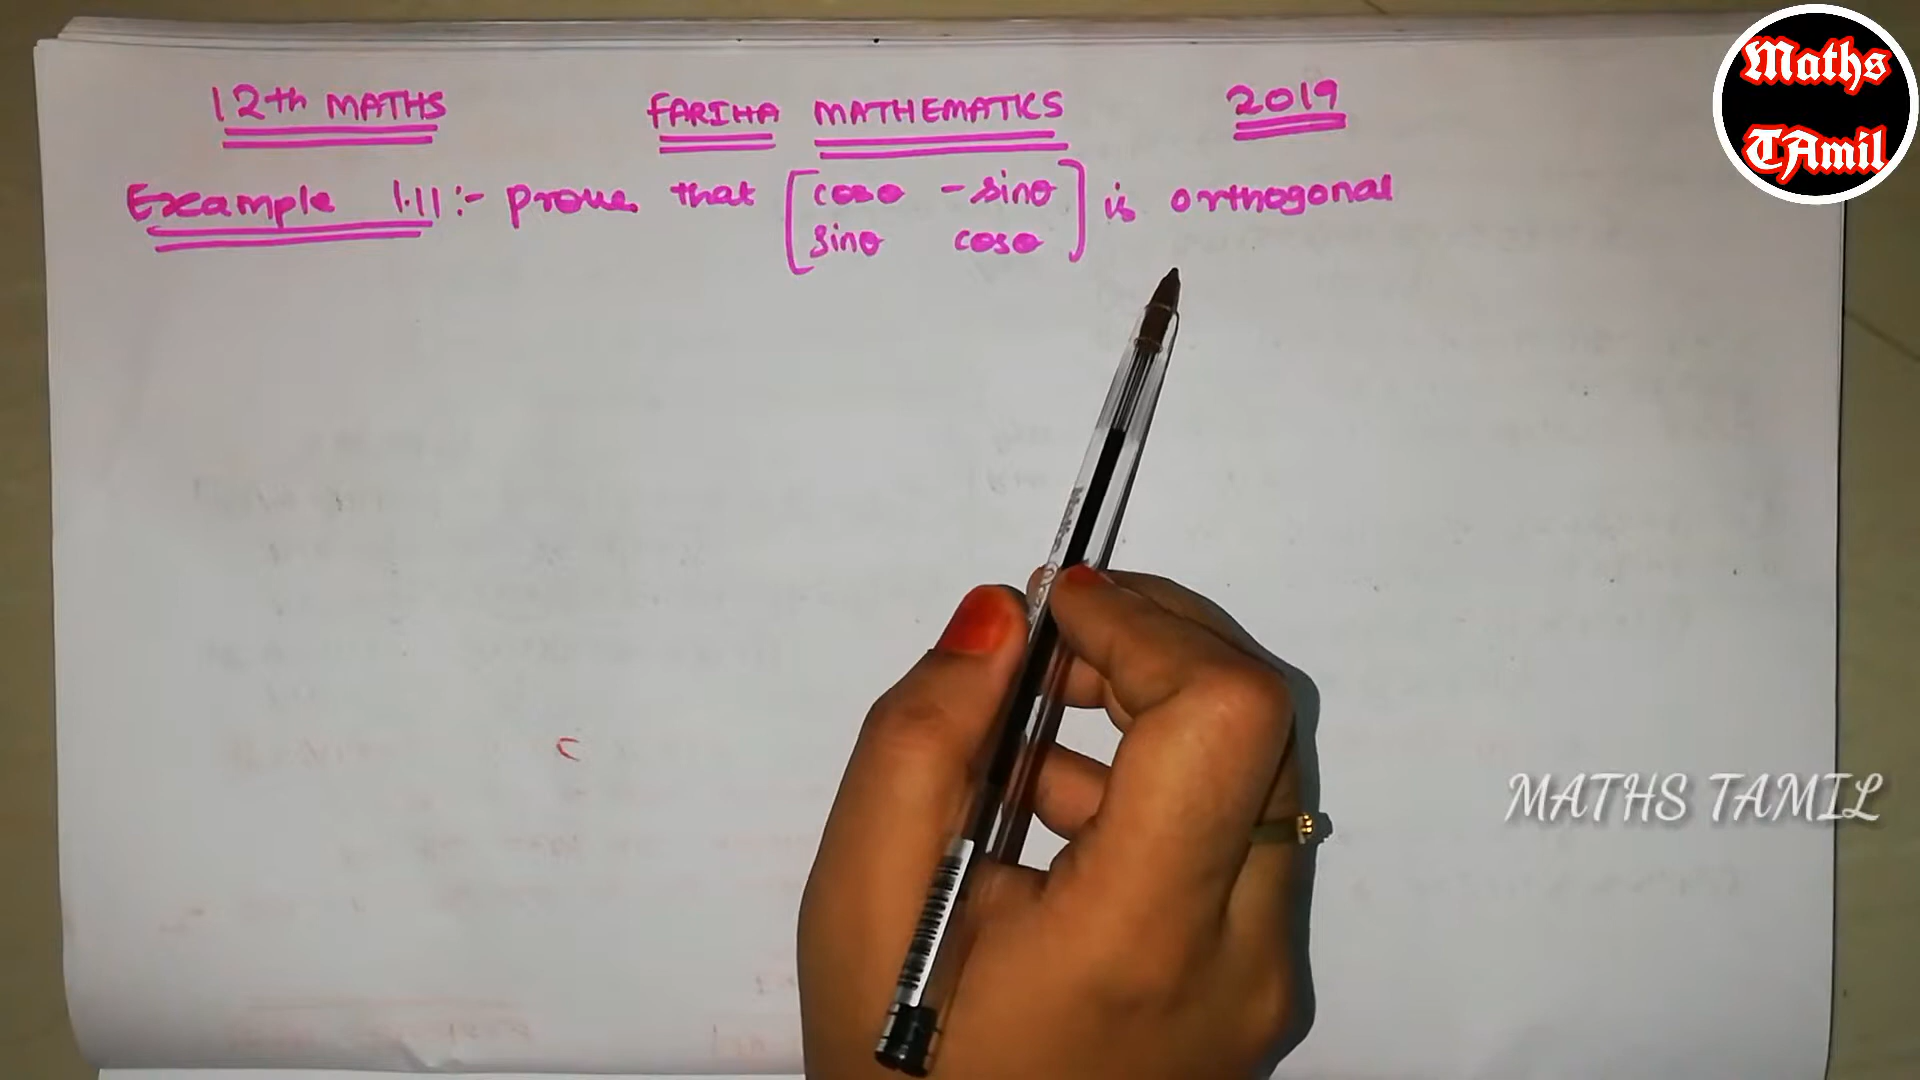 12th MATHS FARIHA MATHEMATICS 2019
Example 1.11:- prove that [cosθ -sinθ] is orthogonal
sinθ cosθ
Maths
TAmil
MATHS TAMIL